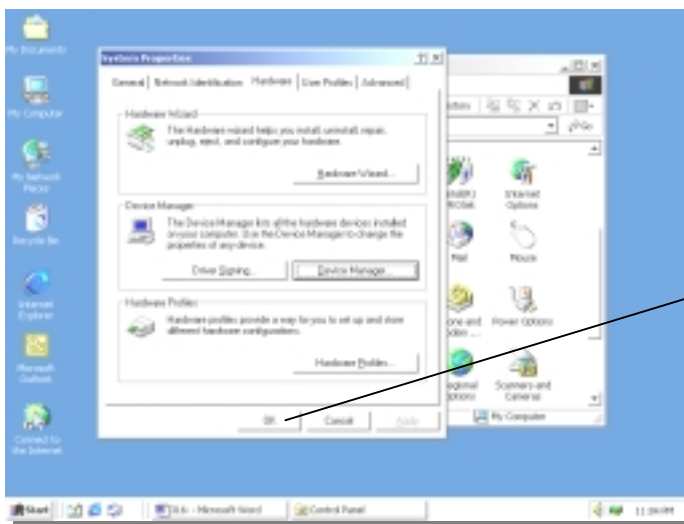 My Documents
My Computer
My Network
Places
Recycle Bin
Internet
Explorer
Microsoft
Outlook
Connect to
the Internet
System Properties
General
Network Identification
Hardware
User Profiles
Advanced
Hardware Wizard
The Hardware wizard helps you install, uninstall, repair,
unplug, eject, and configure your hardware.
Hardware Wizard...
Device Manager
The Device Manager lists all the hardware devices installed
on your computer. Use the Device Manager to change the
properties of any device.
Driver Signing...
Device Manager...
Hardware Profiles
Hardware profiles provide a way for you to set up and store
different hardware configurations.
Hardware Profiles...
OK
Cancel
Apply
Internet
Options
Mail
Mouse
Power Options
Scanners and
Cameras
My Computer
Start
Microsoft Word
Control Panel